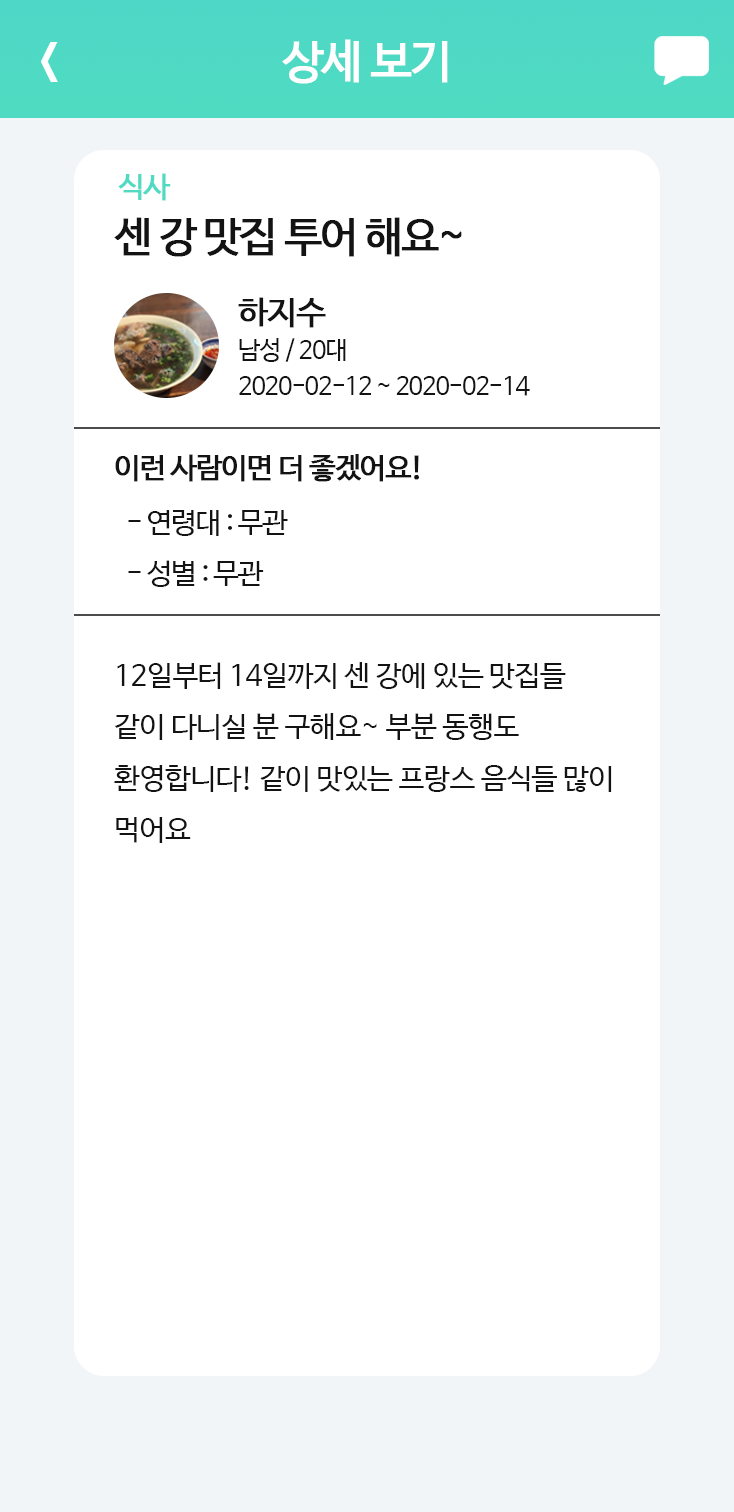 상세 보기
식사
센 강 맛집 투어 해요~
하지수
남성 / 20대
2020-02-12 ~ 2020-02-14
이런 사람이면 더 좋겠어요!
- 연령대 : 무관
- 성별 : 무관
12일부터 14일까지 센 강에 있는 맛집들
같이 다니실 분 구해요~ 부분 동행도
환영합니다! 같이 맛있는 프랑스 음식들 많이
먹어요